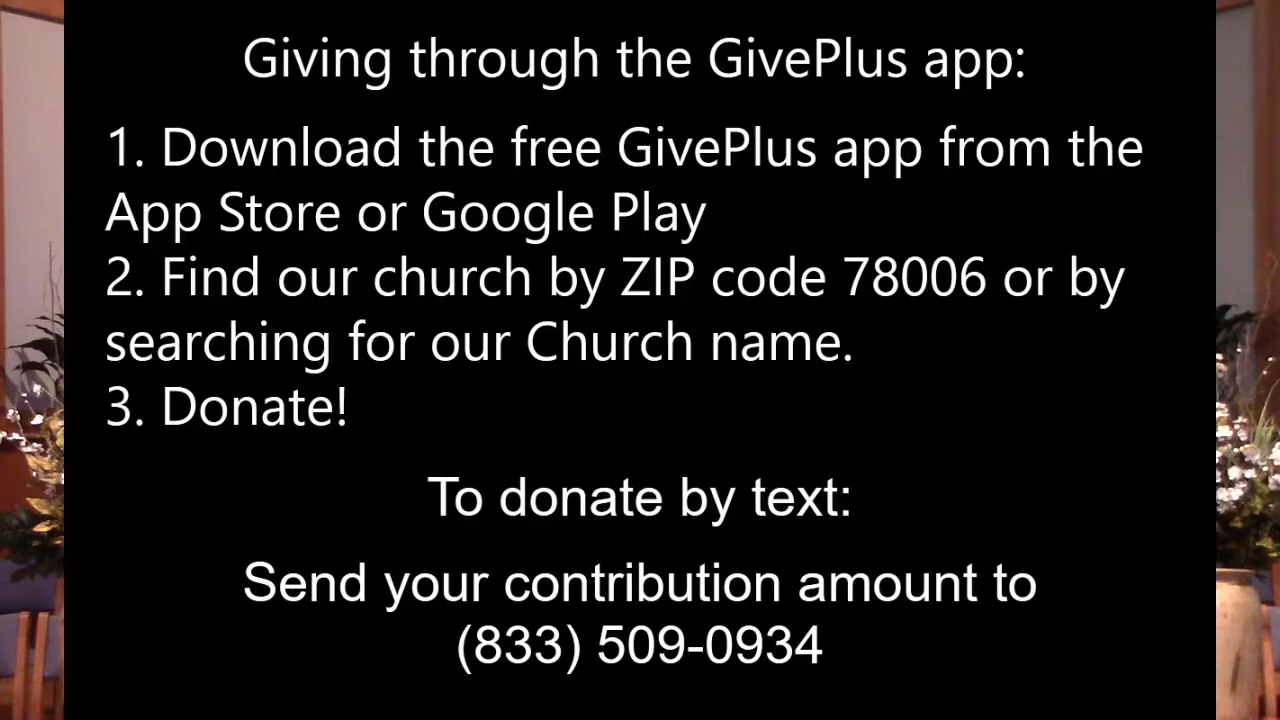 Giving through the GivePlus app:
1. Download the free GivePlus app from the
App Store or Google Play
2. Find our church by ZIP code 78006 or by
searching for our Church name.
3. Donate!
To donate by text:
Send your contribution amount to
(833) 509-0934